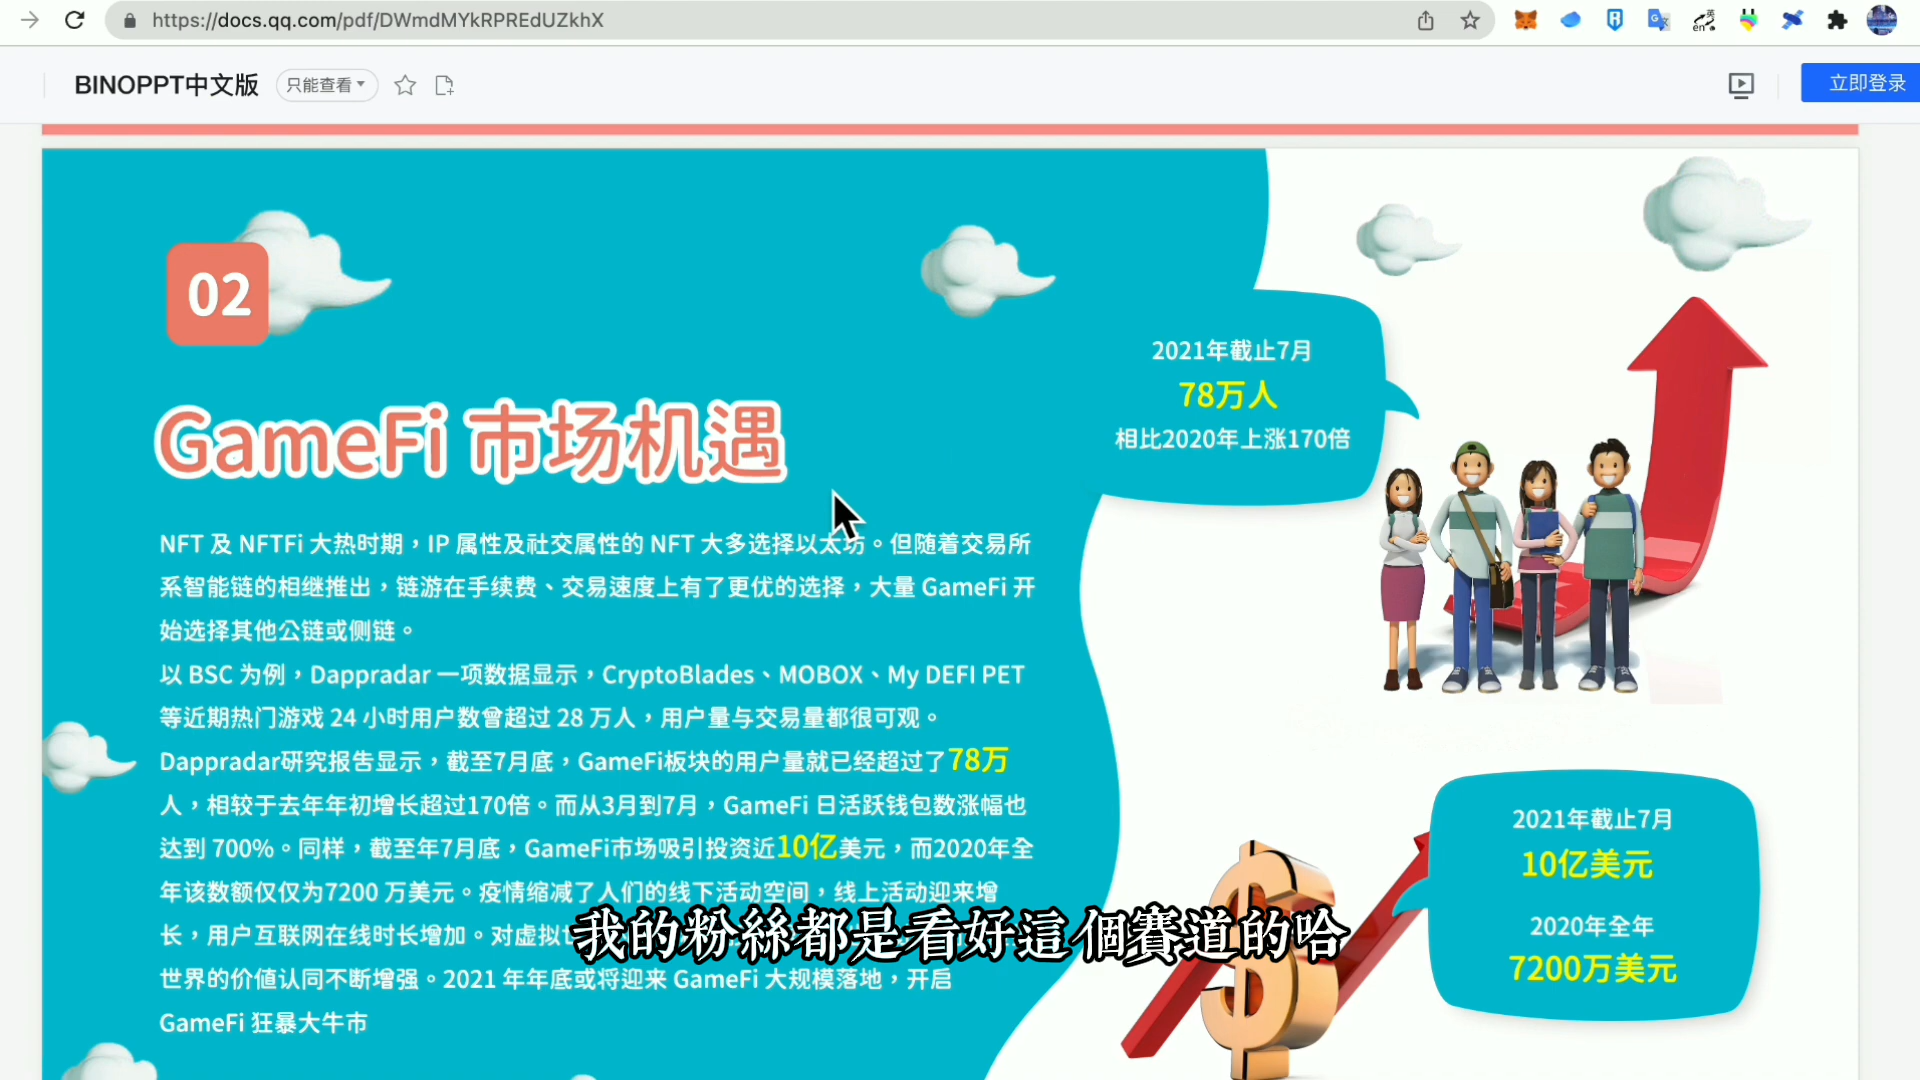 https://docs.qq.com/pdf/DWmdMYkRPREdUZkhX
BINOPPT中文版
只能查看
立即登录
02
GameFi 市场机遇
NFT 及 NFTFi 大热时期，IP 属性及社交属性的 NFT 大多选择以太坊。但随着交易所
系智能链的相继推出，链游在手续费、交易速度上有了更优的选择，大量 GameFi 开
始选择其他公链或侧链。
以 BSC 为例，Dappradar 一项数据显示，CryptoBlades、MOBOX、My DEFI PET
等近期热门游戏 24 小时用户数曾超过 28 万人，用户量与交易量都很可观。
Dappradar研究报告显示，截至7月底，GameFi板块的用户量就已经超过了78万
人，相较于去年年初增长超过170倍。而从3月到7月，GameFi 日活跃钱包数涨幅也
达到 700%。同样，截至年7月底，GameFi市场吸引投资近10亿美元，而2020年全
年该数额仅仅为7200 万美元。疫情缩减了人们的线下活动空间，线上活动迎来增
长，用户互联网在线时长增加。对虚拟
世界的价值认同不断增强。2021 年年底或将迎来 GameFi 大规模落地，开启
GameFi 狂暴大牛市
2021年截止7月
78万人
相比2020年上涨170倍
2021年截止7月
10亿美元
2020年全年
7200万美元
我的粉絲都是看好這個賽道的哈